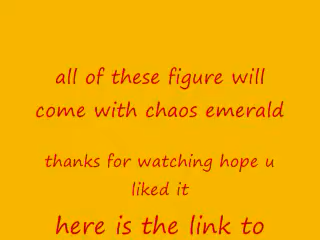 all of these figure will
come with chaos emerald
thanks for watching hope u
liked it
here is the link to